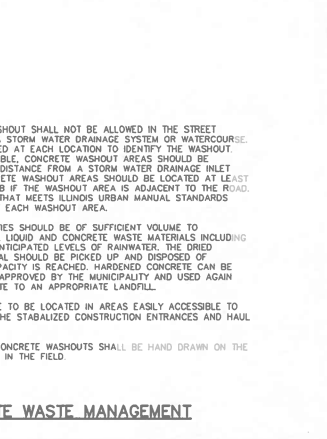 SHOUT SHALL NOT BE ALLOWED IN THE STREET
STORM WATER DRAINAGE SYSTEM OR WATERCOURSE.
ED AT EACH LOCATION TO IDENTIFY THE WASHOUT.
BLE, CONCRETE WASHOUT AREAS SHOULD BE
DISTANCE FROM A STORM WATER DRAINAGE INLET
ETE WASHOUT AREAS SHOULD BE LOCATED AT LEAST
B IF THE WASHOUT AREA IS ADJACENT TO THE ROAD.
THAT MEETS ILLINOIS URBAN MANUAL STANDARDS
EACH WASHOUT AREA.
IES SHOULD BE OF SUFFICIENT VOLUME TO
LIQUID AND CONCRETE WASTE MATERIALS INCLUDING
NTICIPATED LEVELS OF RAINWATER. THE DRIED
AL SHOULD BE PICKED UP AND DISPOSED OF
PACITY IS REACHED. HARDENED CONCRETE CAN BE
APPROVED BY THE MUNICIPALITY AND USED AGAIN
TE TO AN APPROPRIATE LANDFILL.
E TO BE LOCATED IN AREAS EASILY ACCESSIBLE TO
HE STABALIZED CONSTRUCTION ENTRANCES AND HAUL
ONCRETE WASHOUTS SHALL BE HAND DRAWN ON THE
IN THE FIELD.
TE WASTE MANAGEMENT